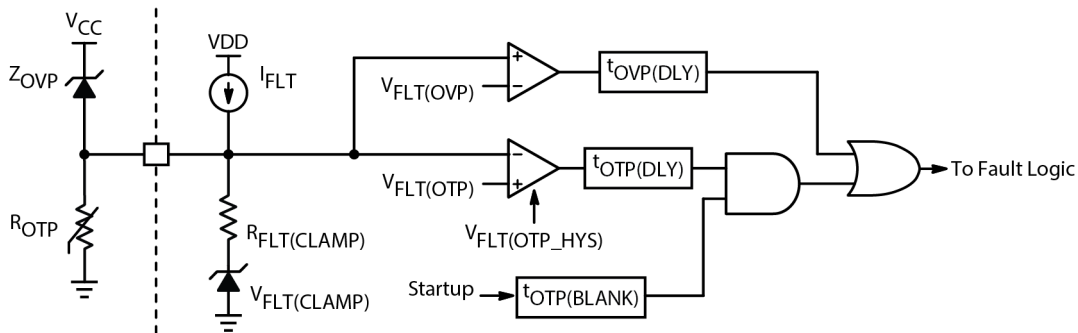 VCC
ZOVP
ROTP
VDD
IFLT
RFLT(CLAMP)
VFLT(CLAMP)
+
VFLT(OVP)
−
tOVP(DLY)
−
VFLT(OTP)
+
tOTP(DLY)
VFLT(OTP_HYS)
Startup
tOTP(BLANK)
To Fault Logic